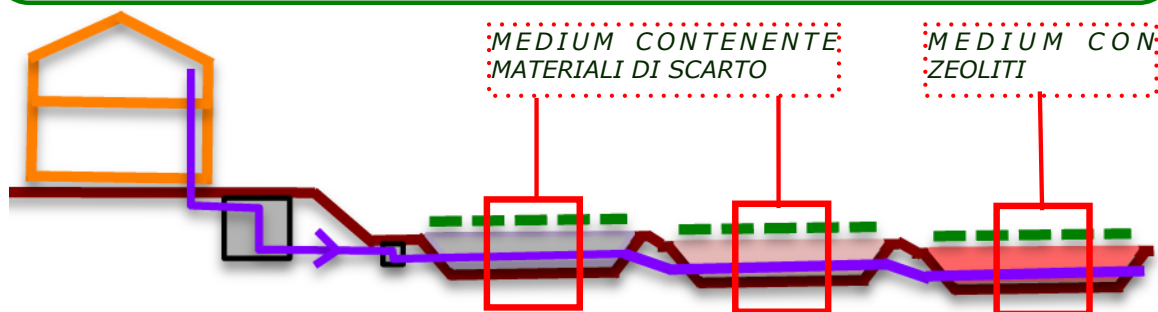 MEDIUM CONTENENTE
MATERIALI DI SCARTO
MEDIUM CON
ZEOLITI